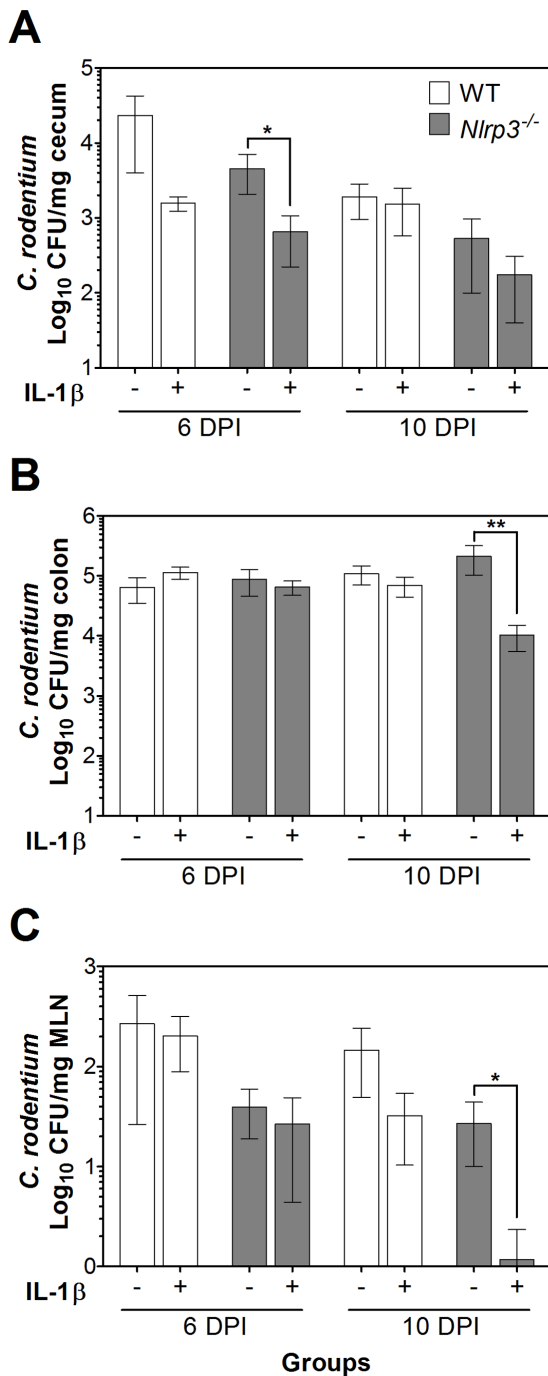 A
C. rodentium
Log10 CFU/mg cecum
5
4
3
2
1
WT
Nlrp3-/-
*
IL-1β
- + - + - + - +
6 DPI 10 DPI
B
C. rodentium
Log10 CFU/mg colon
6
5
4
3
2
1
**
IL-1β
- + - + - + - +
6 DPI 10 DPI
C
C. rodentium
Log10 CFU/mg MLN
3
2
1
0
*
IL-1β
- + - + - + - +
6 DPI 10 DPI
Groups